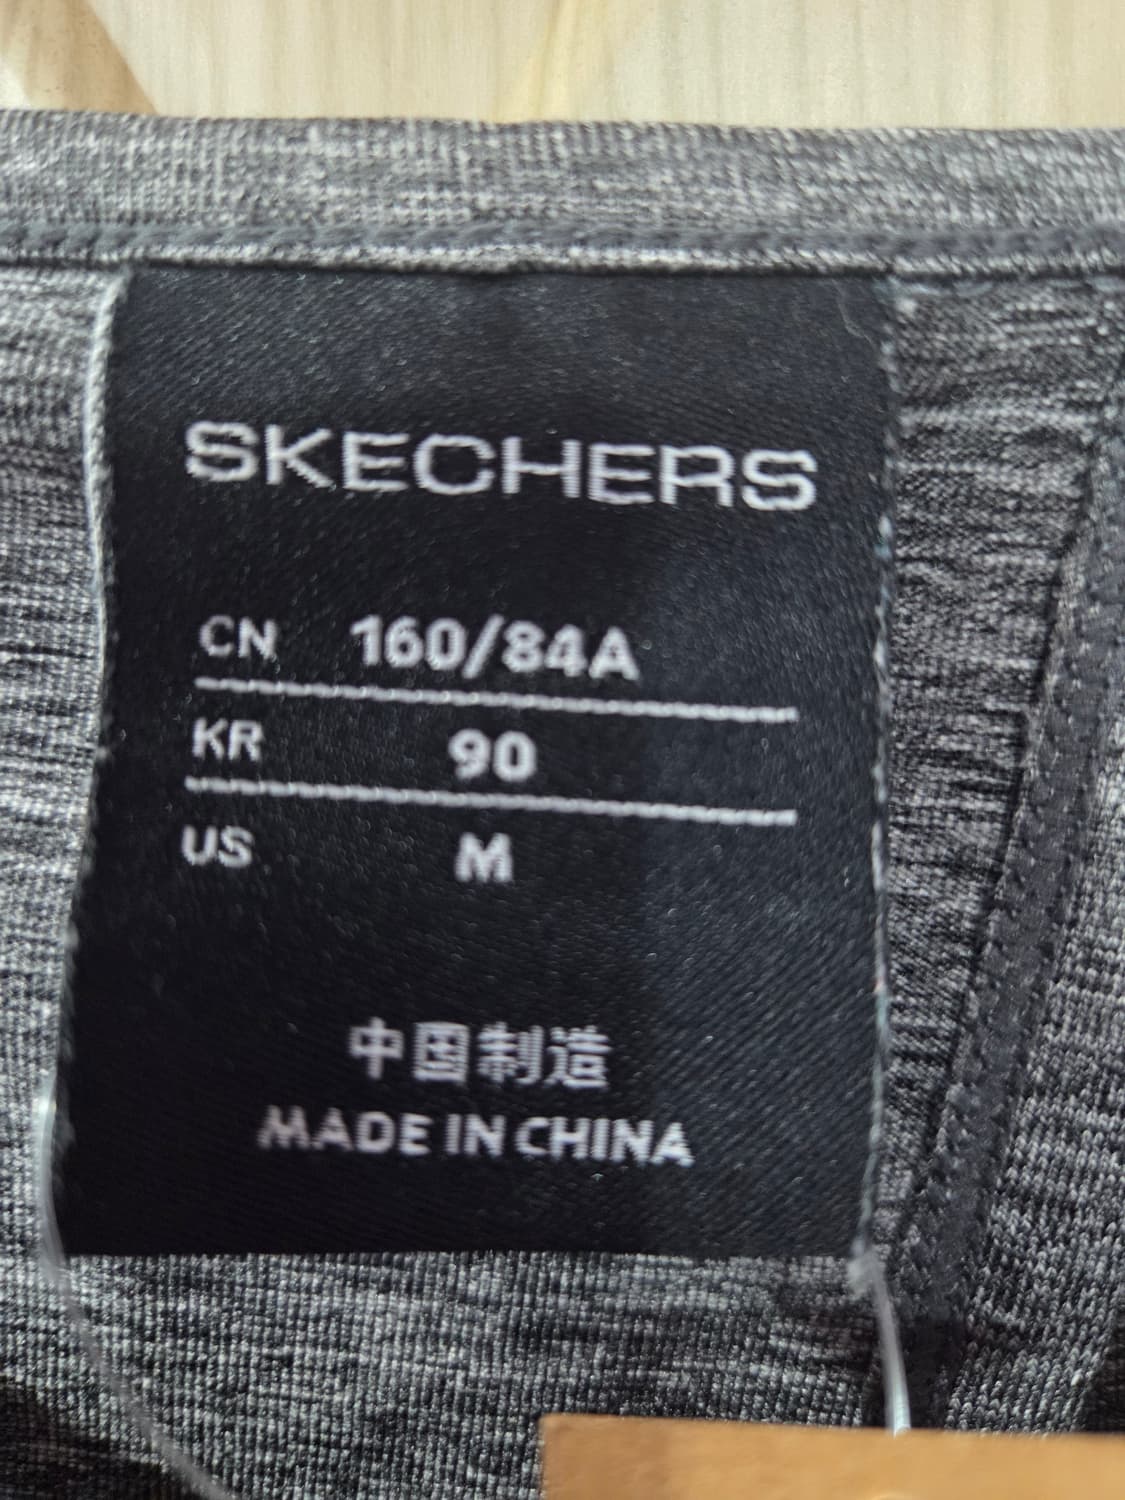 SKECHERS
CN 160/84A
KR 90
US M
中国制造
MADE IN CHINA